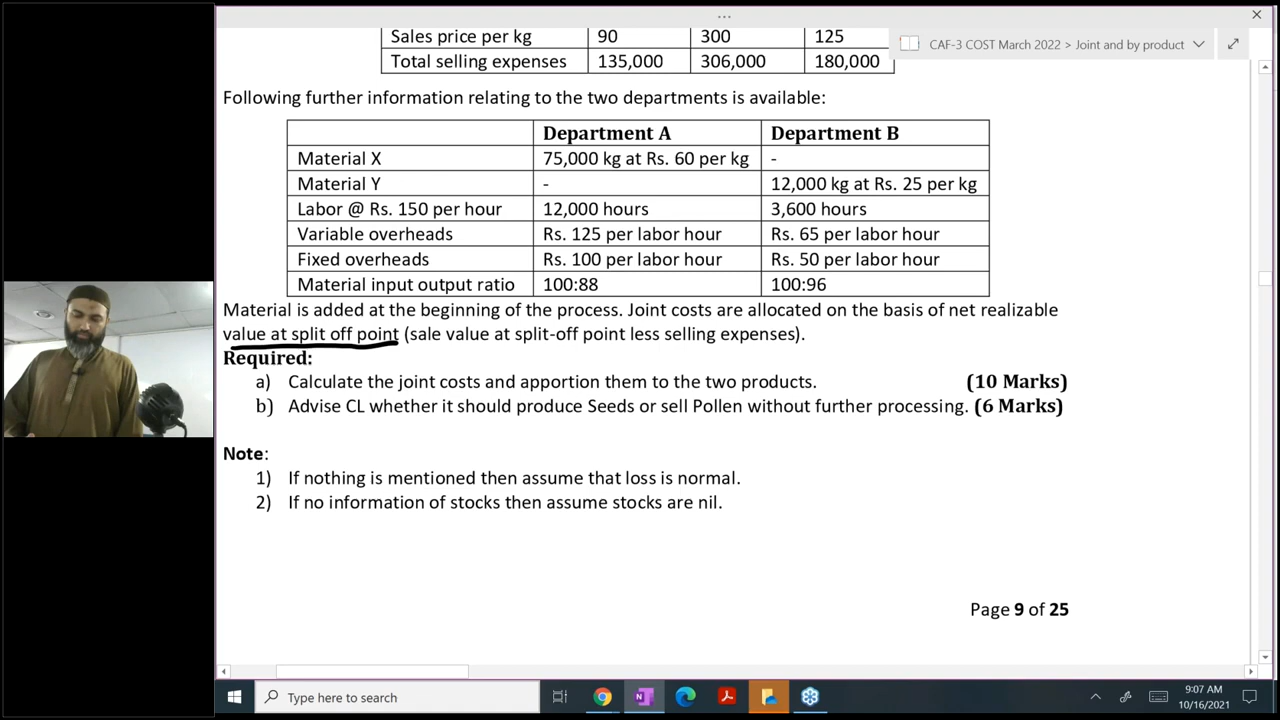 ...
CAF-3 COST March 2022 > Joint and by product
Sales price per kg 90 300 125
Total selling expenses 135,000 306,000 180,000
Following further information relating to the two departments is available:
Department A Department B
Material X 75,000 kg at Rs. 60 per kg -
Material Y - 12,000 kg at Rs. 25 per kg
Labor @ Rs. 150 per hour 12,000 hours 3,600 hours
Variable overheads Rs. 125 per labor hour Rs. 65 per labor hour
Fixed overheads Rs. 100 per labor hour Rs. 50 per labor hour
Material input output ratio 100:88 100:96
Material is added at the beginning of the process. Joint costs are allocated on the basis of net realizable
value at split off point (sale value at split-off point less selling expenses).
Required:
a) Calculate the joint costs and apportion them to the two products. (10 Marks)
b) Advise CL whether it should produce Seeds or sell Pollen without further processing. (6 Marks)
Note:
1) If nothing is mentioned then assume that loss is normal.
2) If no information of stocks then assume stocks are nil.
Page 9 of 25
Type here to search
9:07 AM
10/16/2021